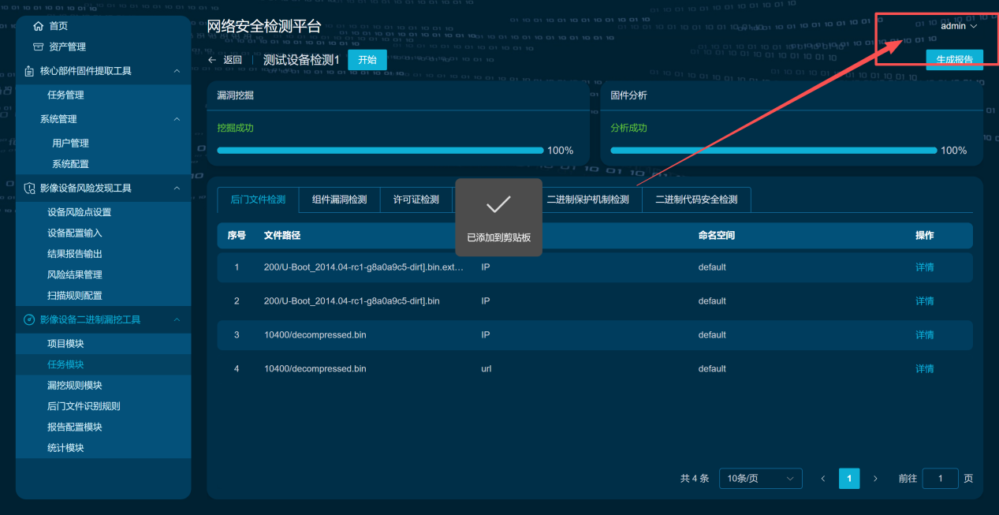 首页
资产管理
核心部件固件提取工具
任务管理
系统管理
用户管理
系统配置
影像设备风险发现工具
设备风险点设置
设备配置输入
结果报告输出
风险结果管理
扫描规则配置
影像设备二进制漏挖工具
项目模块
任务模块
漏挖规则模块
后门文件识别规则
报告配置模块
统计模块
网络安全检测平台
admin
返回 测试设备检测1 开始
生成报告
漏洞挖掘
挖掘成功
100%
固件分析
分析成功
100%
后门文件检测 组件漏洞检测 许可证检测 二进制保护机制检测 二进制代码安全检测
已添加到剪贴板
序号 文件路径 命名空间 操作
1 200/U-Boot_2014.04-rc1-g8a0a9c5-dirt].bin.ext... IP default 详情
2 200/U-Boot_2014.04-rc1-g8a0a9c5-dirt].bin IP default 详情
3 10400/decompressed.bin IP default 详情
4 10400/decompressed.bin url default 详情
共 4 条 10条/页 1 前往 1 页